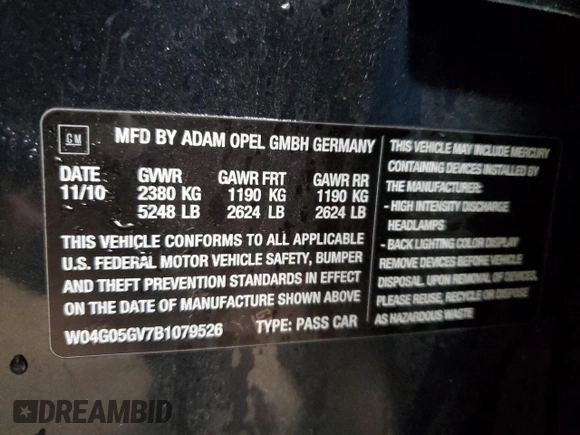 GM
MFD BY ADAM OPEL GMBH GERMANY
DATE GVWR GAWR FRT GAWR RR
11/10 2380 KG 1190 KG 1190 KG
5248 LB 2624 LB 2624 LB
THIS VEHICLE CONFORMS TO ALL APPLICABLE
U.S. FEDERAL MOTOR VEHICLE SAFETY, BUMPER
AND THEFT PREVENTION STANDARDS IN EFFECT
ON THE DATE OF MANUFACTURE SHOWN ABOVE
W04G05GV7B1079526 TYPE: PASS CAR
THIS VEHICLE MAY INCLUDE MERCURY
CONTAINING DEVICES INSTALLED BY
THE MANUFACTURER:
- HIGH INTENSITY DISCHARGE
HEADLAMPS
- BACK LIGHTING COLOR DISPLAY
REMOVE DEVICES BEFORE VEHICLE
DISPOSAL. UPON REMOVAL OF DEVICES.
PLEASE REUSE, RECYCLE OR DISPOSE
AS HAZARDOUS WASTE
DREAMBID